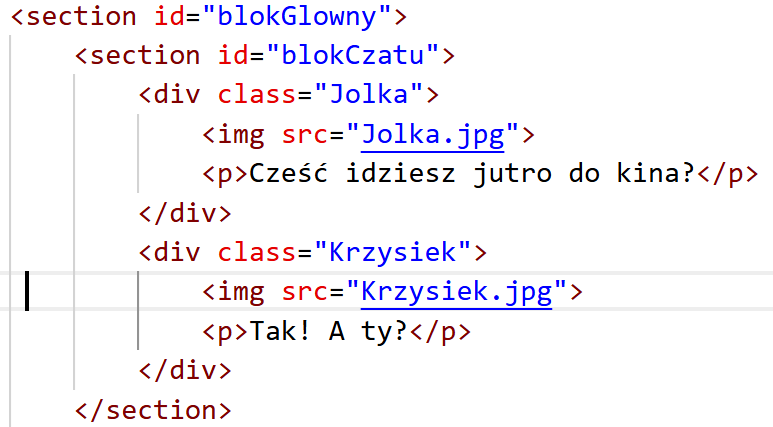 <section id="blokGlowny">
<section id="blokCzatu">
<div class="Jolka">
<img src="Jolka.jpg">
<p>Cześć idziesz jutro do kina?</p>
</div>
<div class="Krzysiek">
<img src="Krzysiek.jpg">
<p>Tak! A ty?</p>
</div>
</section>